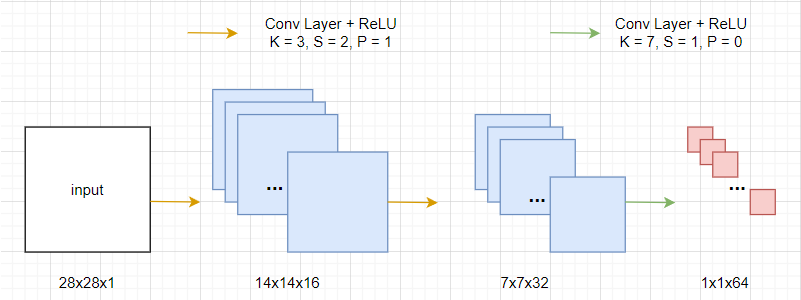 Conv Layer + ReLU
K = 3, S = 2, P = 1
Conv Layer + ReLU
K = 7, S = 1, P = 0
input
...
...
...
28x28x1
14x14x16
7x7x32
1x1x64